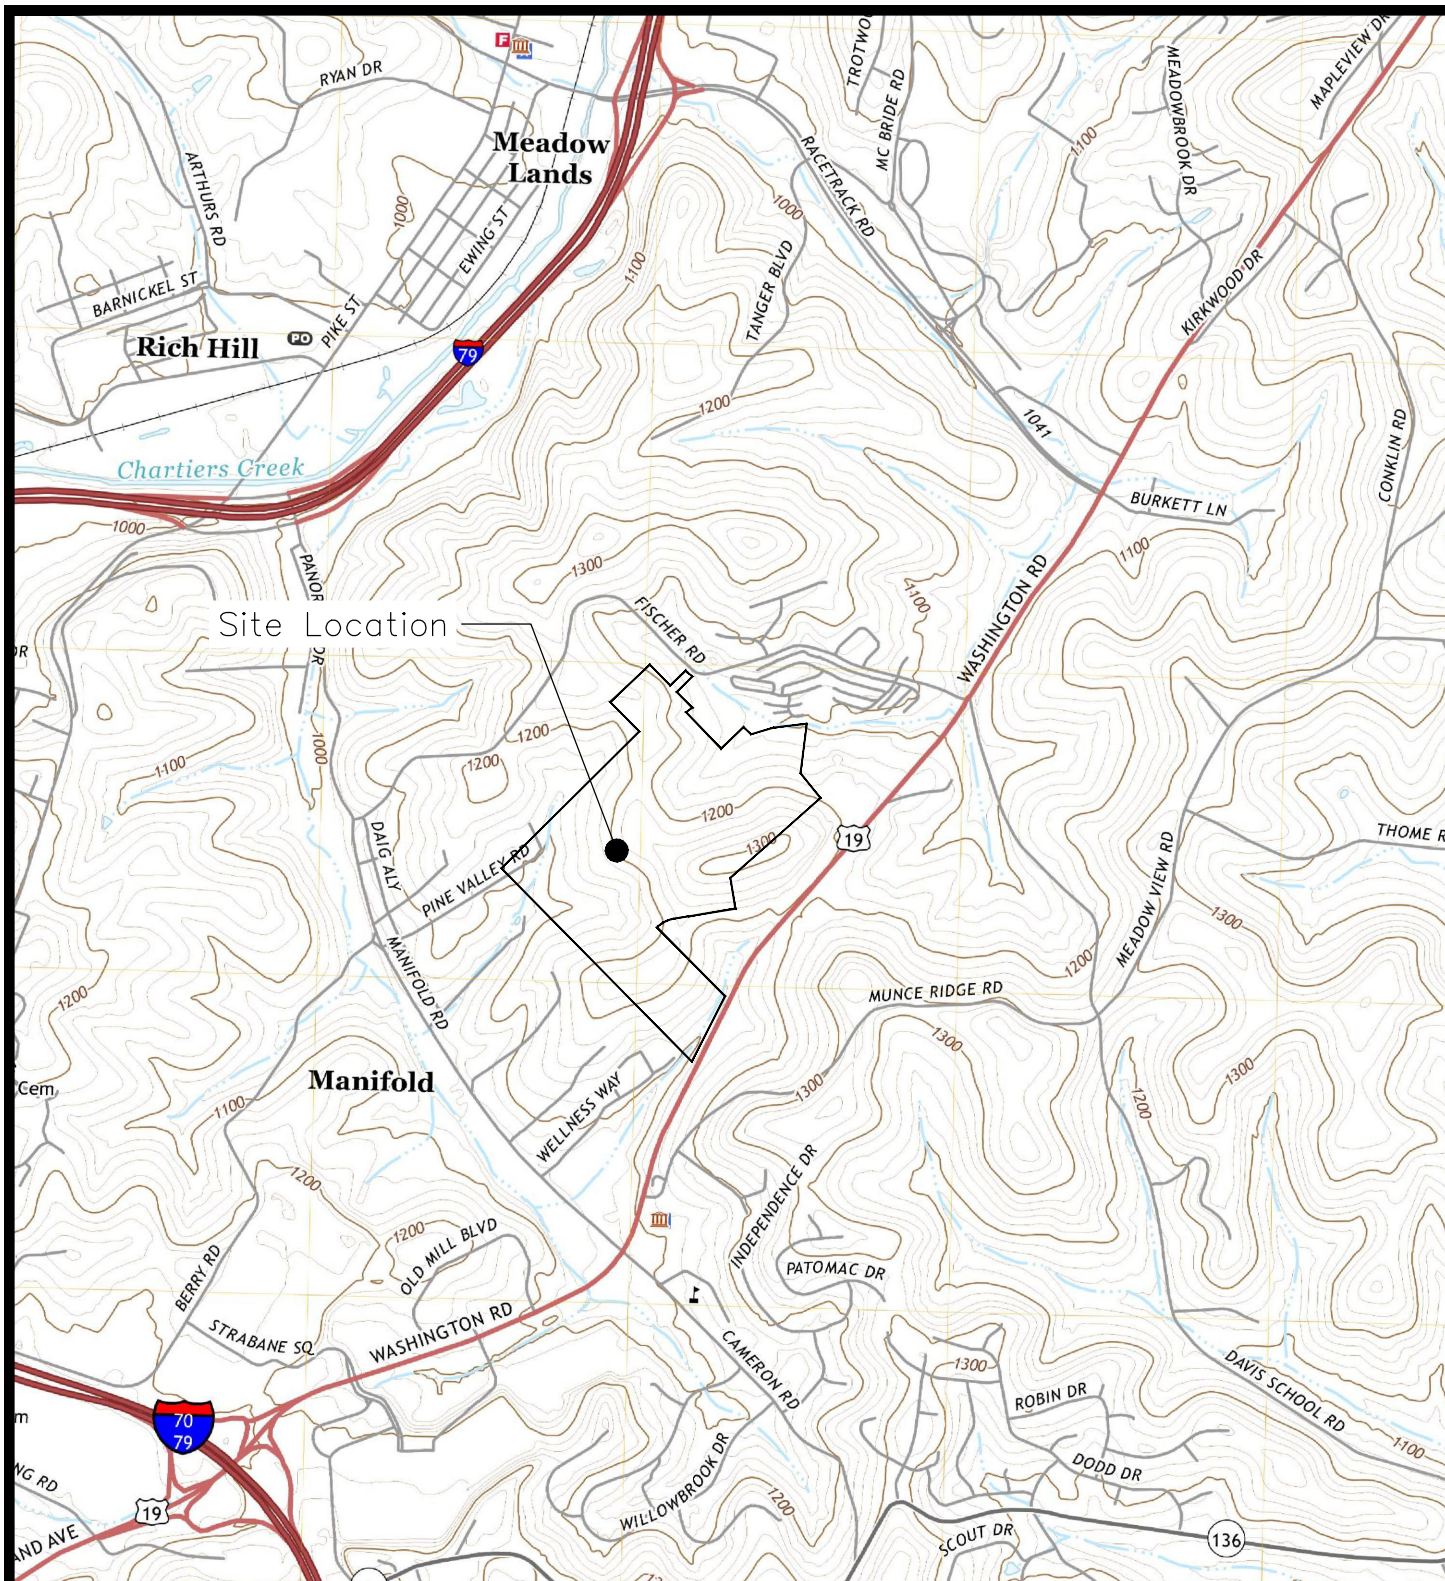 F
RYAN DR
TROTWO
MC BRIDE RD
MEADOWBROOK DR
MAPLEVIEW DR
Meadow
Lands
1100
ARTHURS RD
1000
EWING ST
RACETRACK RD
1000
1100
TANGER BLVD
BARNICKEL ST
PIKE ST
KIRKWOOD DR
Rich Hill
PO
79
1200
1041
CONKLIN RD
Chartiers Creek
BURKETT LN
1000
1100
PANOR
DR
1300
1100
WASHINGTON RD
FISCHER RD
Site Location
DR
1000
1200
1200
1100
1200
1300
19
DAIG ALY
PINE VALLEY RD
THOME R
MEADOW VIEW RD
1300
MANIFOLD RD
1200
1200
MUNCE RIDGE RD
1300
Manifold
1300
1300
1200
Cem
1100
WELLNESS WAY
1200
INDEPENDENCE DR
1200
OLD MILL BLVD
BERRY RD
PATOMAC DR
WASHINGTON RD
STRABANE SQ
CAMERON RD
1300
DAVIS SCHOOL RD
ROBIN DR
m
70
79
1100
DODD DR
NG RD
WILLOWBROOK DR
1200
19
SCOUT DR
136
AND AVE